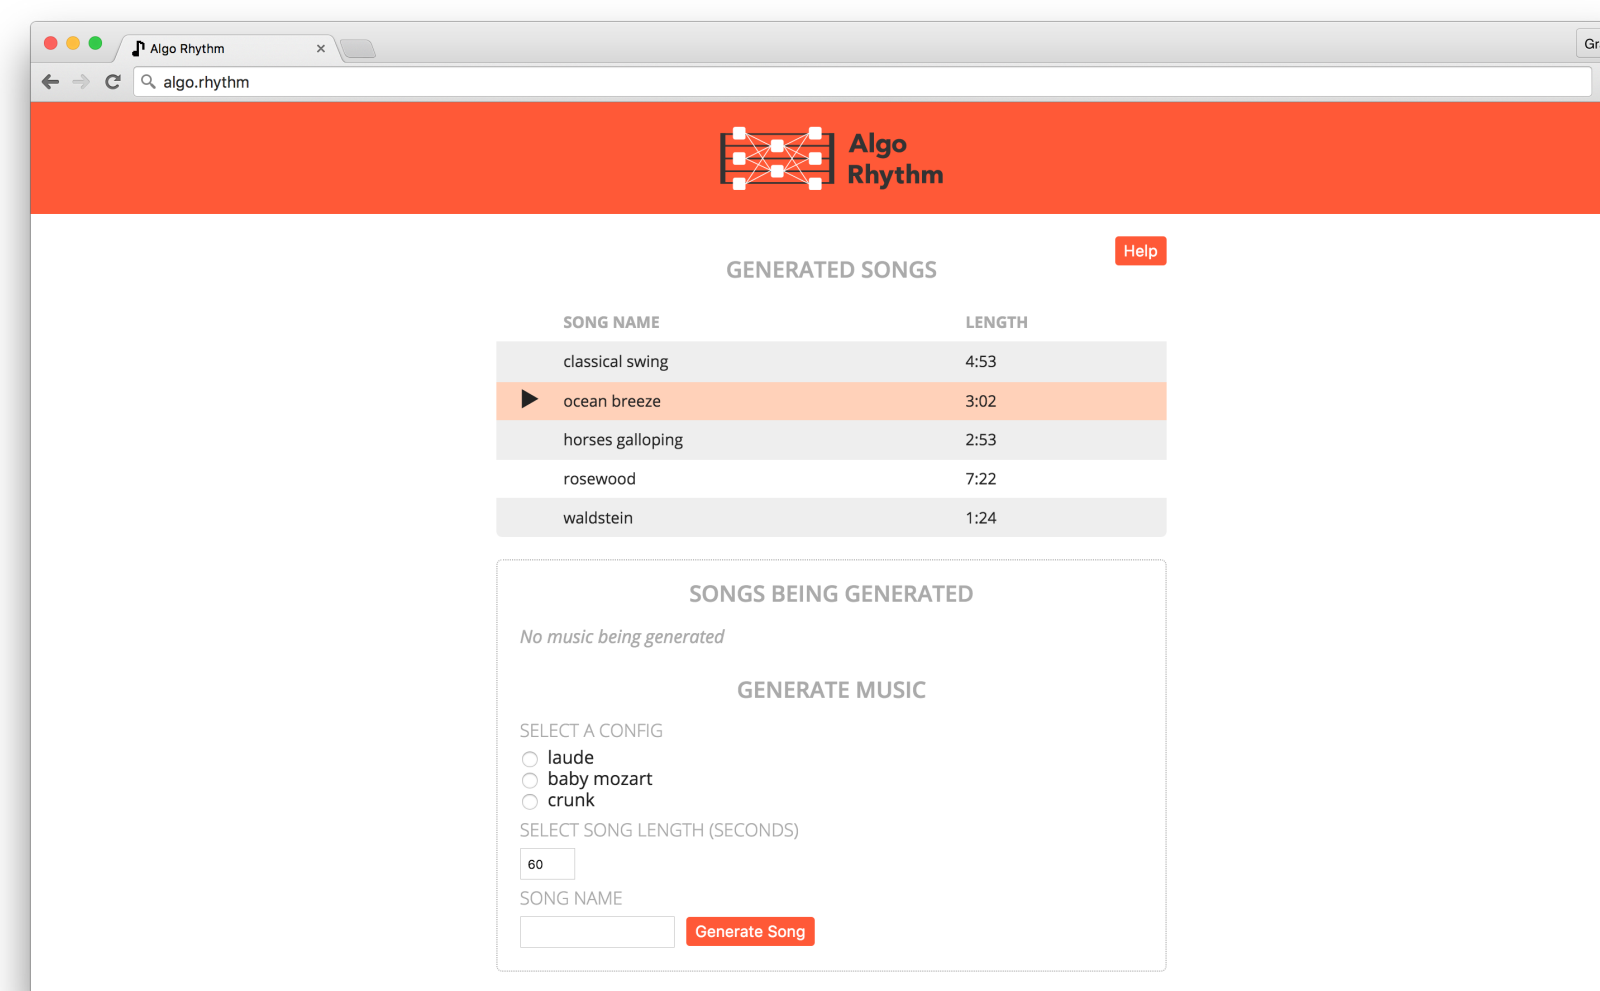 Algo Rhythm
Gr
algo.rhythm
Algo
Rhythm
Help
GENERATED SONGS
SONG NAME LENGTH
classical swing 4:53
ocean breeze 3:02
horses galloping 2:53
rosewood 7:22
waldstein 1:24
SONGS BEING GENERATED
No music being generated
GENERATE MUSIC
SELECT A CONFIG
laude
baby mozart
crunk
SELECT SONG LENGTH (SECONDS)
60
SONG NAME
Generate Song